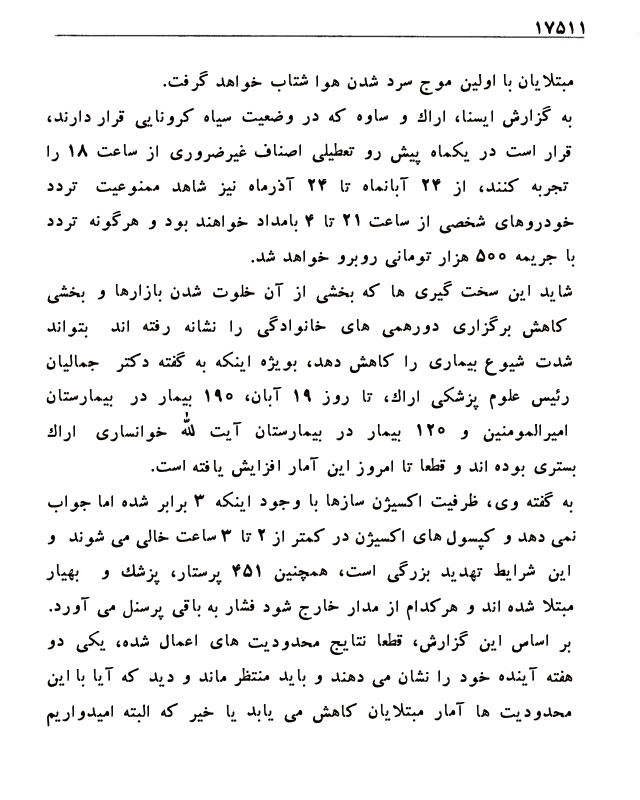 ۱۷۵۱۱
مبتلایان با اولین موج سرد شدن هوا شتاب خواهد گرفت.
به گزارش ایسنا، اراك و ساوه که در وضعیت سیاه کرونایی قرار دارند،
قرار است در یکماه پیش رو تعطیلی اصناف غیرضروری از ساعت ۱۸ را
تجربه کنند، از ۲۴ آبانماه تا ۲۴ آذرماه نیز شاهد ممنوعیت تردد
خودروهای شخصی از ساعت ۲۱ تا ۴ بامداد خواهند بود و هرگونه تردد
با جریمه ۵۰۰ هزار تومانی روبرو خواهد شد.
شاید این سخت گیری ها که بخشی از آن خلوت شدن بازارها و بخشی
کاهش برگزاری دورهمی های خانوادگی را نشانه رفته اند بتواند
شدت شیوع بیماری را کاهش دهد، بویژه اینکه به گفته دکتر جمالیان
رئیس علوم پزشکی اراك، تا روز ۱۹ آبان، ۱۹۰ بیمار در بیمارستان
امیرالمومنین و ۱۲۰ بیمار در بیمارستان آیت لله خوانساری اراك
بستری بوده اند و قطعا تا امروز این آمار افزایش یافته است.
به گفته وی، ظرفیت اکسیژن سازها با وجود اینکه ۳ برابر شده اما جواب
نمی دهد و کپسول های اکسیژن در کمتر از ۲ تا ۳ ساعت خالی می شوند و
این شرایط تهدید بزرگی است، همچنین ۴۵۱ پرستار، پزشك و بهیار
مبتلا شده اند و هرکدام از مدار خارج شود فشار به باقی پرسنل می آورد.
بر اساس این گزارش، قطعا نتایج محدودیت های اعمال شده، یکی دو
هفته آینده خود را نشان می دهند و باید منتظر ماند و دید که آیا با این
محدودیت ها آمار مبتلایان کاهش می یابد یا خیر که البته امیدواریم